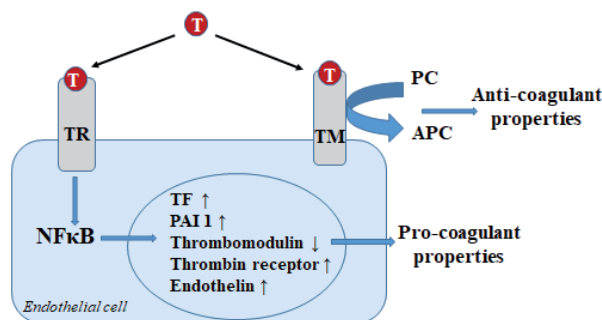 T
T
T
TR
TM
PC
APC
Anti-coagulant
properties
NFκB
TF ↑
PAI 1 ↑
Thrombomodulin ↓
Thrombin receptor ↑
Endothelin ↑
Pro-coagulant
properties
Endothelial cell